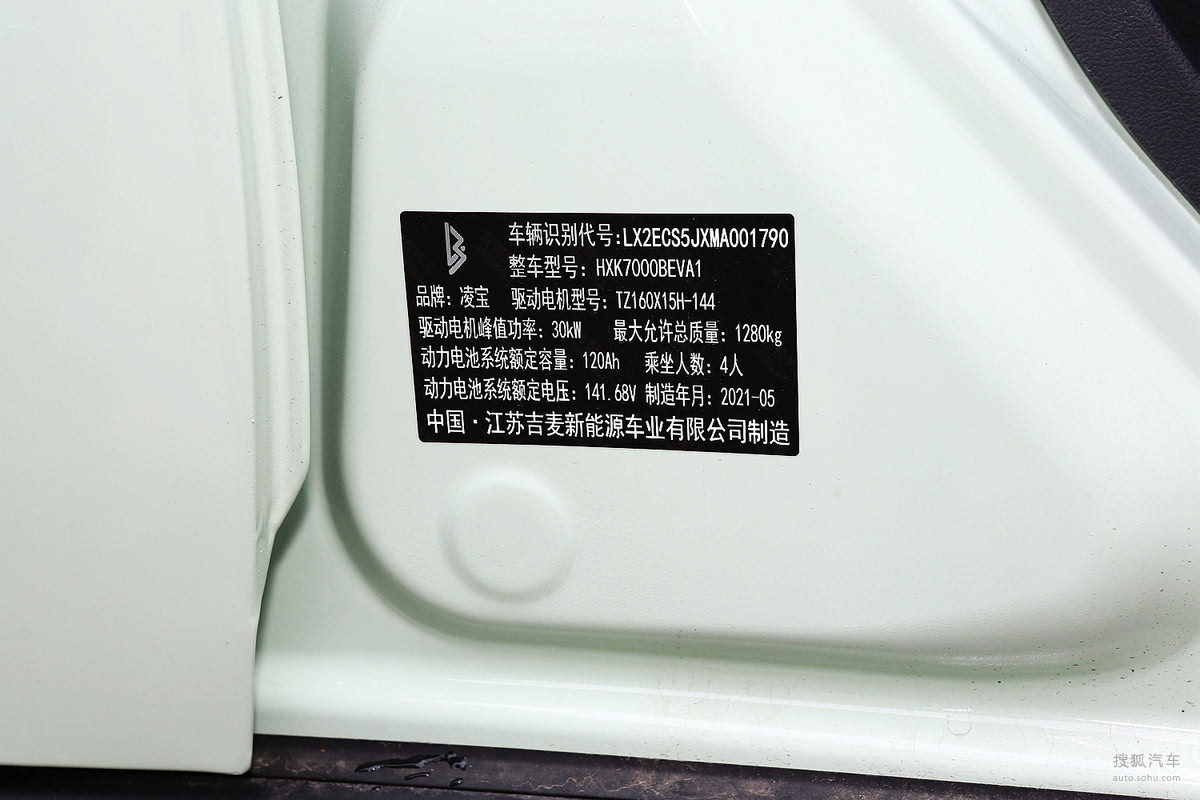 车辆识别代号:LX2ECS5JXMA001790
整车型号: HXK7000BEVA1
品牌: 凌宝 驱动电机型号: TZ160X15H-144
驱动电机峰值功率: 30kW 最大允许总质量: 1280kg
动力电池系统额定容量: 120Ah 乘坐人数: 4人
动力电池系统额定电压: 141.68V 制造年月: 2021-05
中国·江苏吉麦新能源车业有限公司制造
搜狐汽车
auto.sohu.com